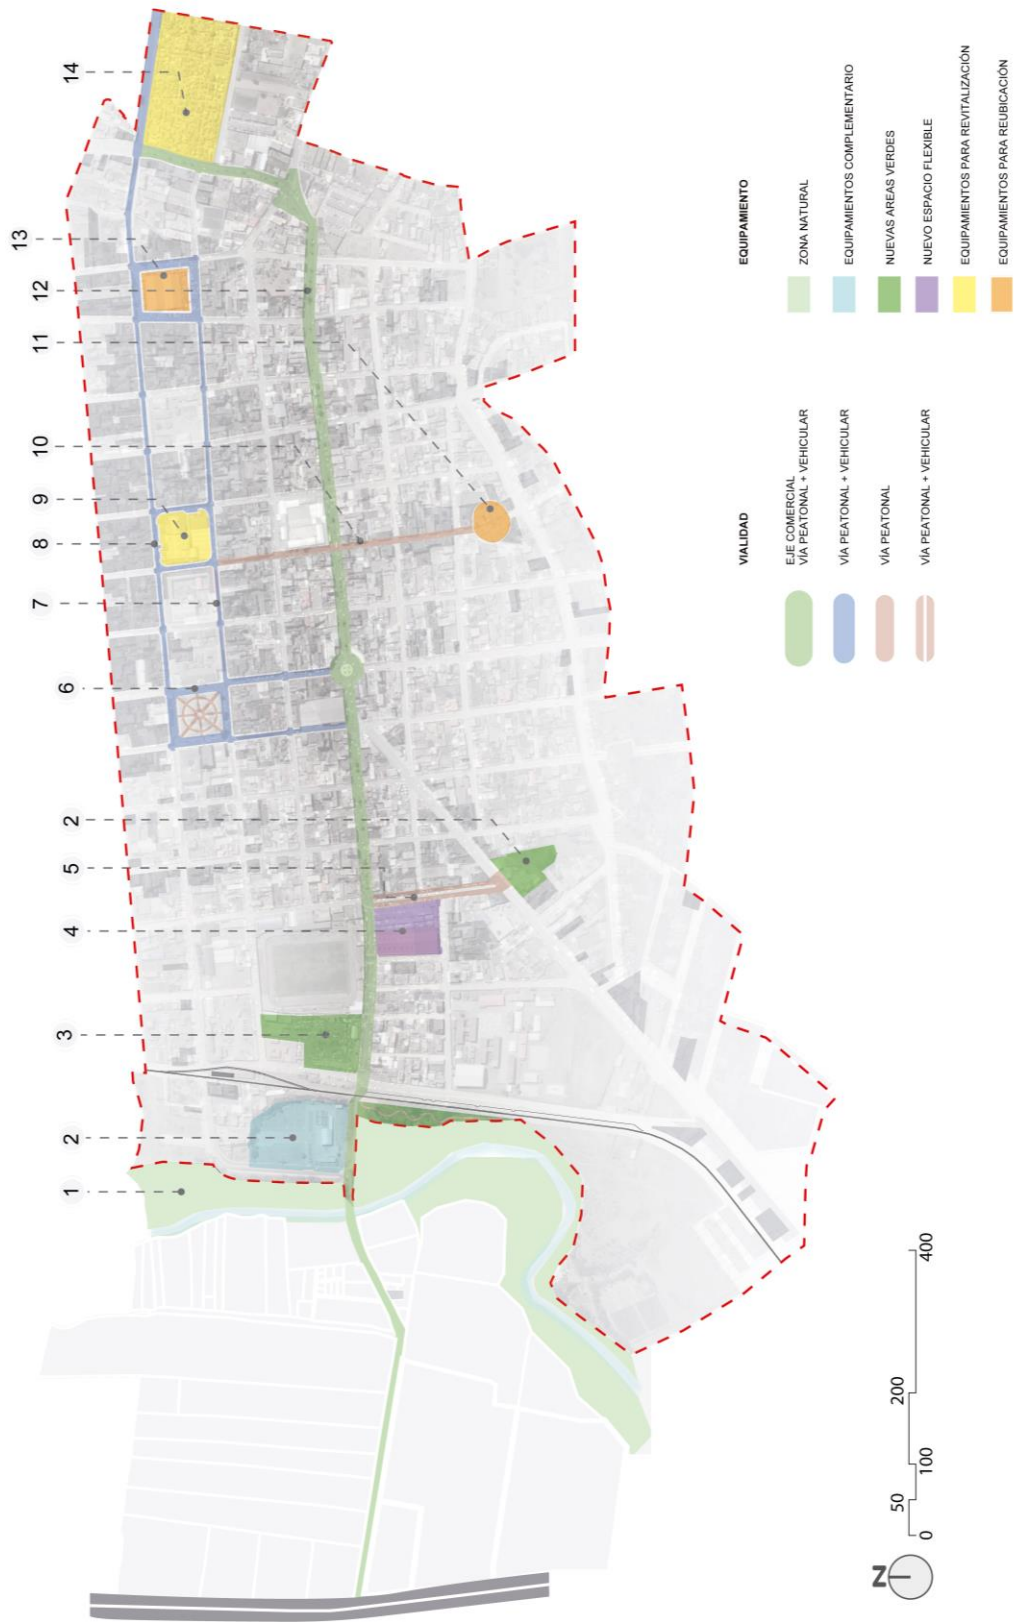 1
2
3
4
5
2
6
7
8
9
10
11
12
13
14
N
0
50
100
200
400
VIALIDAD
EJE COMERCIAL
VÍA PEATONAL + VEHICULAR
VÍA PEATONAL + VEHICULAR
VÍA PEATONAL
VÍA PEATONAL + VEHICULAR
EQUIPAMIENTO
ZONA NATURAL
EQUIPAMIENTOS COMPLEMENTARIO
NUEVAS AREAS VERDES
NUEVO ESPACIO FLEXIBLE
EQUIPAMIENTOS PARA REVITALIZACIÓN
EQUIPAMIENTOS PARA REUBICACIÓN